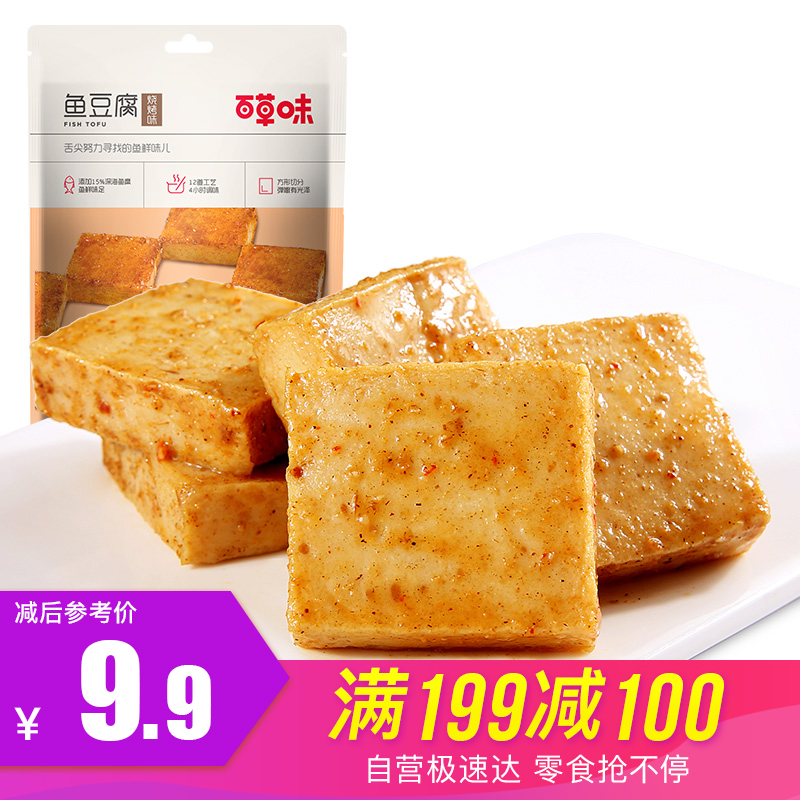 鱼豆腐
烧烤味
FISH TOFU
百草味
舌尖努力寻找的鱼鲜味儿
添加15%深海鱼糜
鱼鲜味足
12道工艺
4小时调味
方形切分
弹嫩有光泽
减后参考价
¥ 9.9
满199减100
自营极速达 零食抢不停